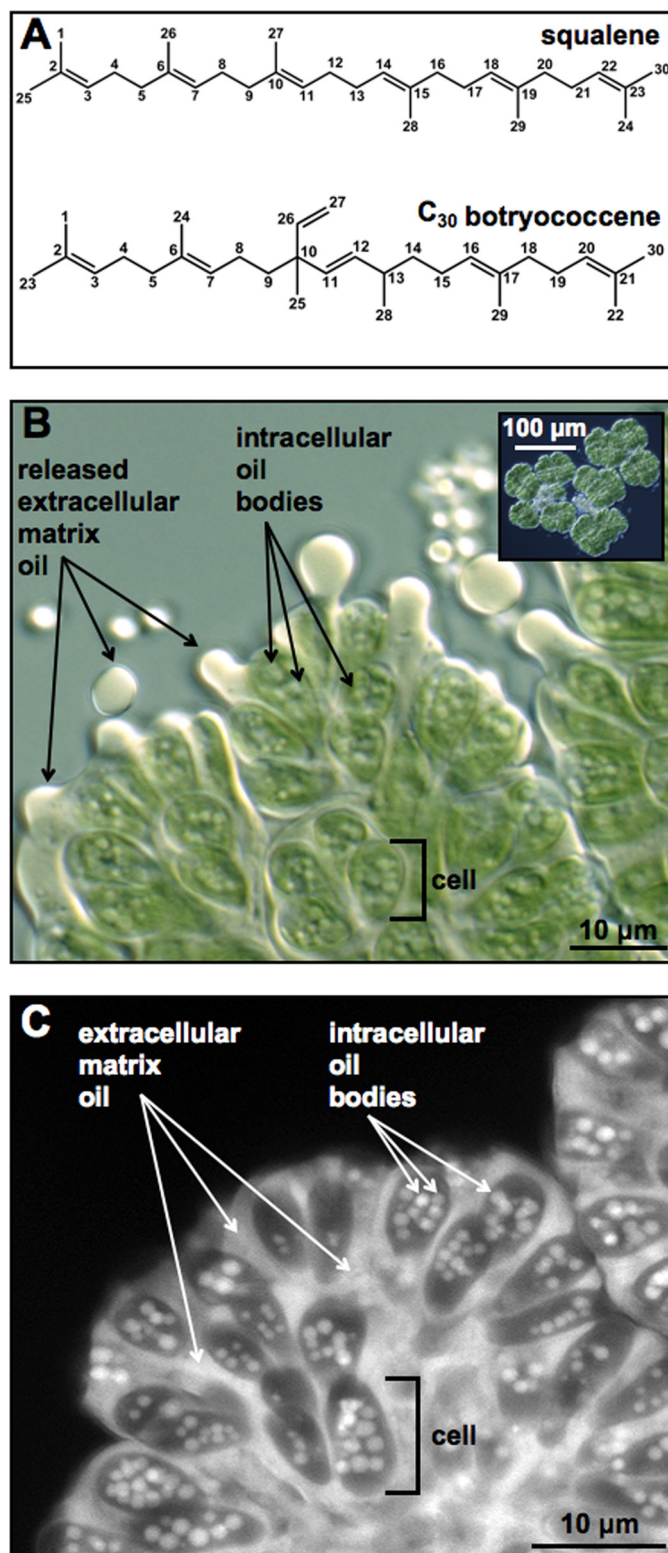 A
squalene
1
26
27
2
4
6
8
10
12
14
16
18
20
22
30
25
3
5
7
9
11
13
15
17
19
21
23
28
29
24
C30 botryococcene
27
26
1
24
2
4
6
8
10
12
14
16
18
20
30
23
3
5
7
9
11
13
15
17
19
21
25
28
29
22
B
released
extracellular
matrix
oil
intracellular
oil
bodies
100 µm
cell
10 µm
C
extracellular
matrix
oil
intracellular
oil
bodies
cell
10 µm